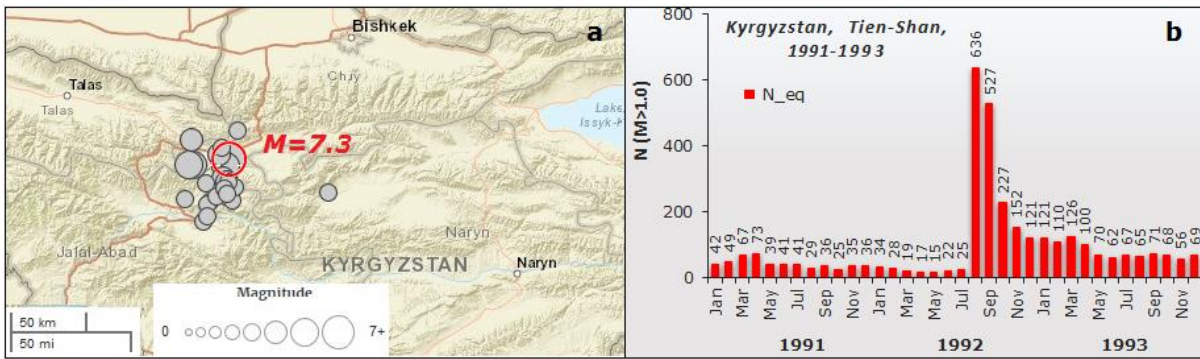 Bishkek
a
Chüy
Talas
Talas
Lake
Issyk-K
M=7.3
Jalal-Abad
Naryn
KYRGYZSTAN
Naryn
Magnitude
0 7+
50 km
50 mi
b
Kyrgyzstan, Tien-Shan,
1991-1993
N_eq
N (M>1.0)
800
600
400
200
0
42 49 67 73 39 41 41 29 36 25 35 36 34 28 19 17 15 22 25 636 527 227 152 121 121 110 126 100 70 62 67 65 71 68 56 69
Jan Mar May Jul Sep Nov Jan Mar May Jul Sep Nov Jan Mar May Jul Sep Nov
1991 1992 1993